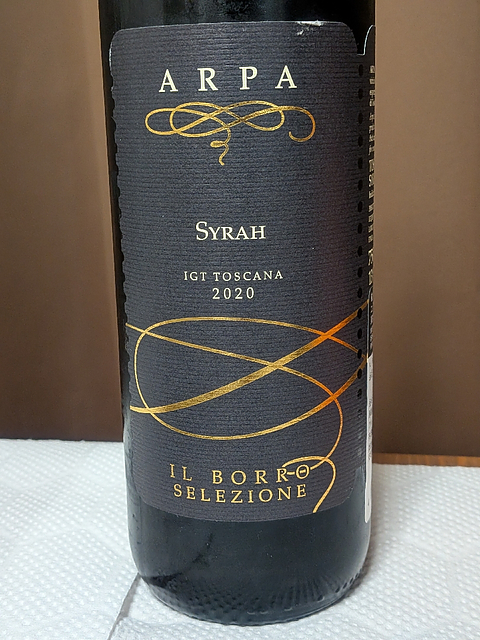 ARPA
SYRAH
IGT TOSCANA
2020
IL BORRO
SELEZIONE